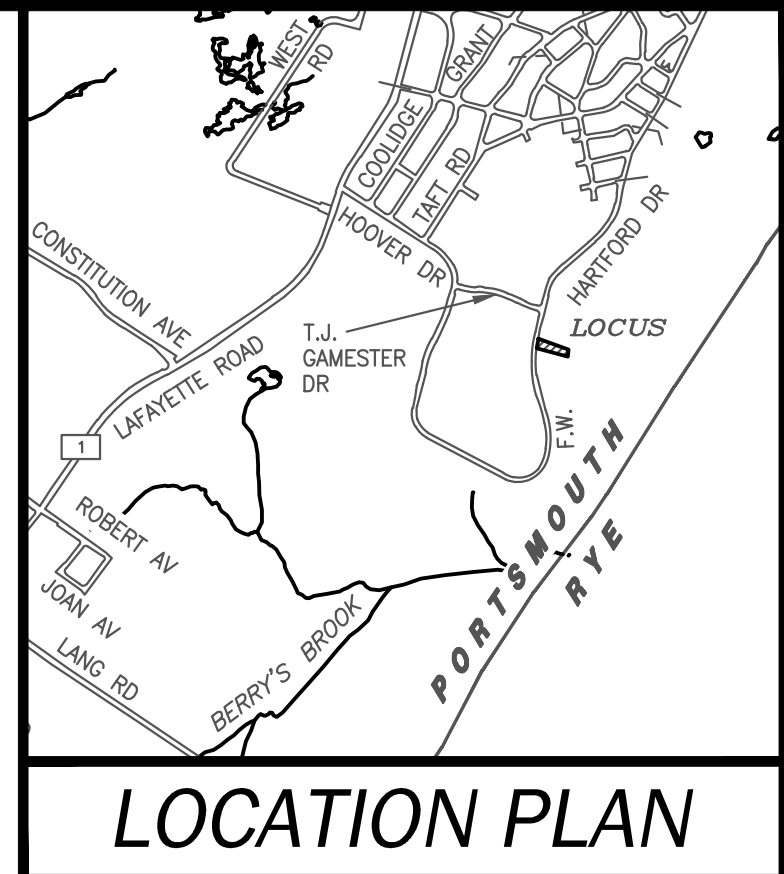 WEST
RD
GRANT
COOLIDGE
TAFT RD
HOOVER DR
HARTFORD DR
CONSTITUTION AVE
LOCUS
T.J.
GAMESTER
DR
LAFAYETTE ROAD
1
F.W.
PORTSMOUTH
RYE
ROBERT AV
JOAN AV
LANG RD
BERRY'S BROOK
LOCATION PLAN